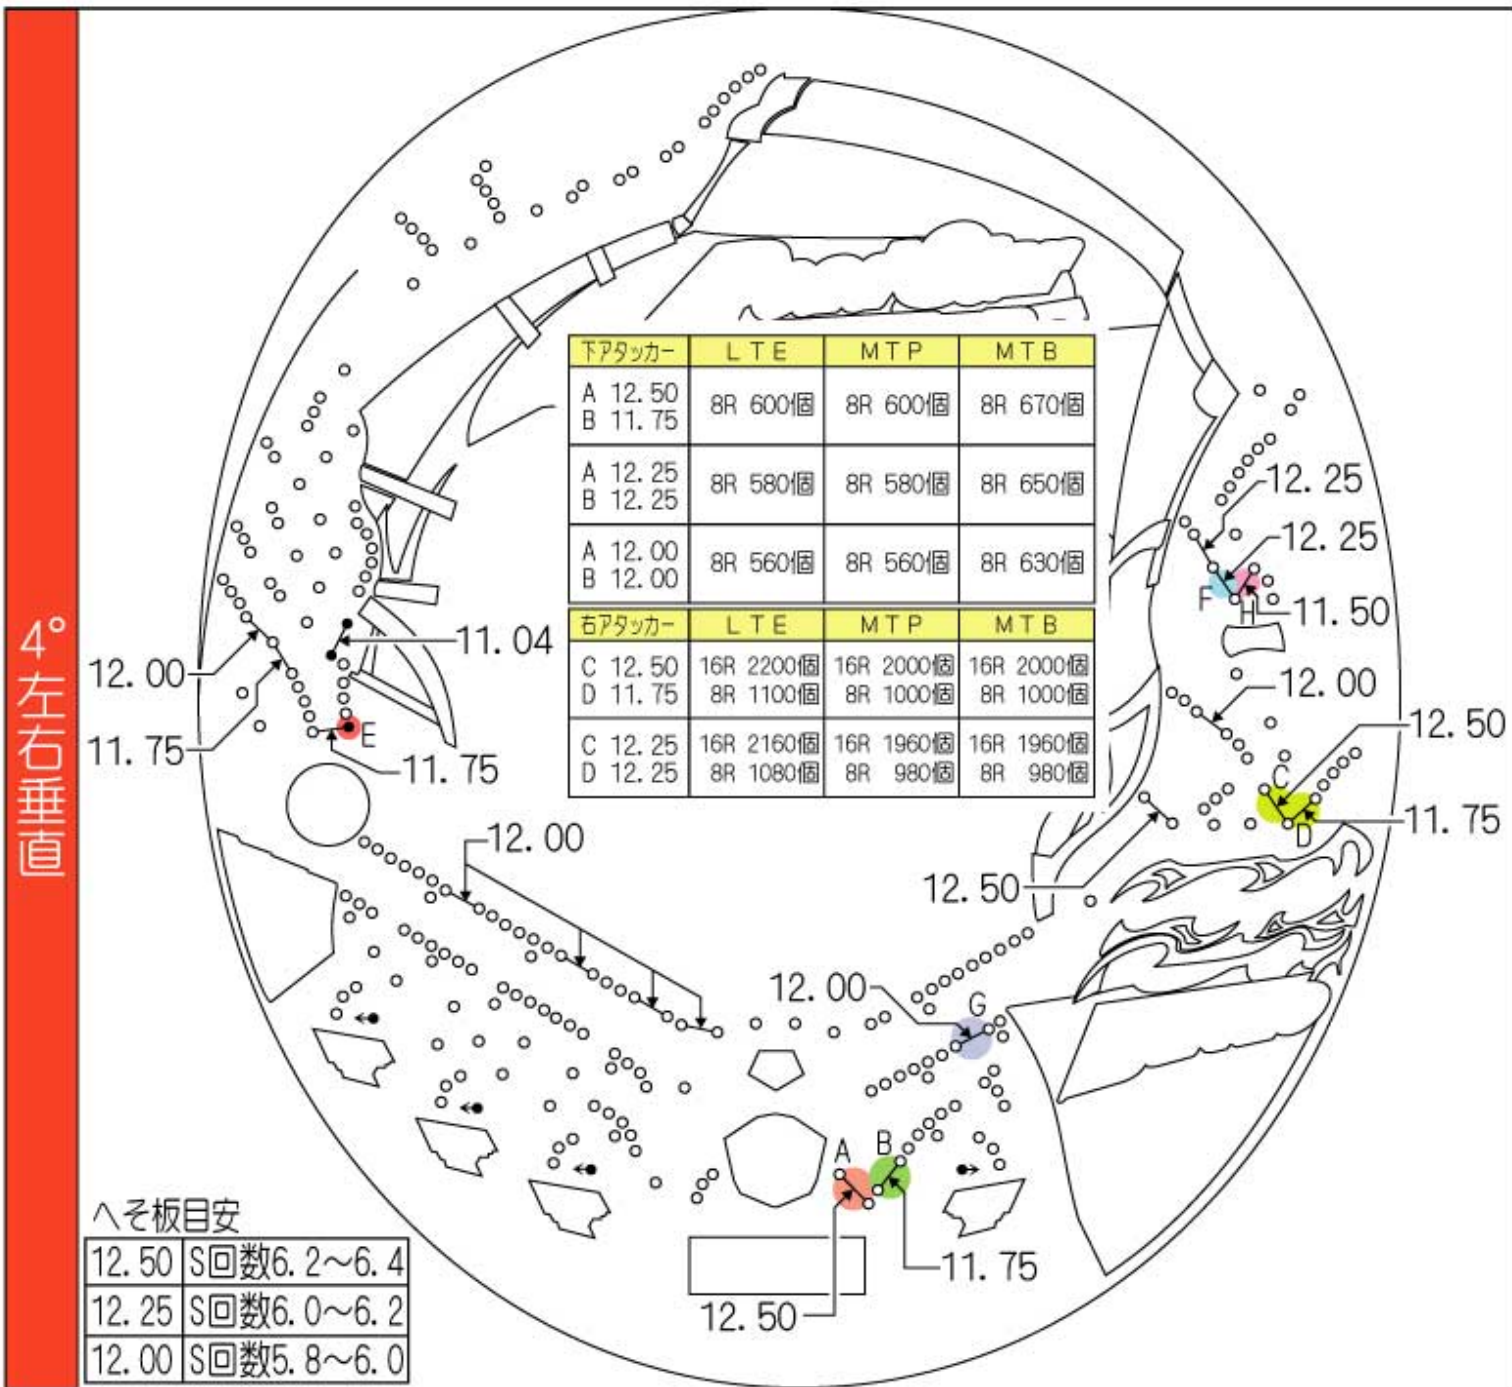 4°左右垂直
下アタッカー LTE MTP MTB
A 12.50
B 11.75
8R 600個 8R 600個 8R 670個
A 12.25
B 12.25
8R 580個 8R 580個 8R 650個
A 12.00
B 12.00
8R 560個 8R 560個 8R 630個
右アタッカー LTE MTP MTB
C 12.50 16R 2200個 16R 2000個 16R 2000個
D 11.75 8R 1100個 8R 1000個 8R 1000個
C 12.25 16R 2160個 16R 1960個 16R 1960個
D 12.25 8R 1080個 8R 980個 8R 980個
12.25
12.25
F
H
11.50
11.04
12.00
12.00
11.75
E
11.75
12.50
C
D
11.75
12.00
12.50
12.00
G
A
B
11.75
12.50
へそ板目安
12.50 S回数6.2～6.4
12.25 S回数6.0～6.2
12.00 S回数5.8～6.0